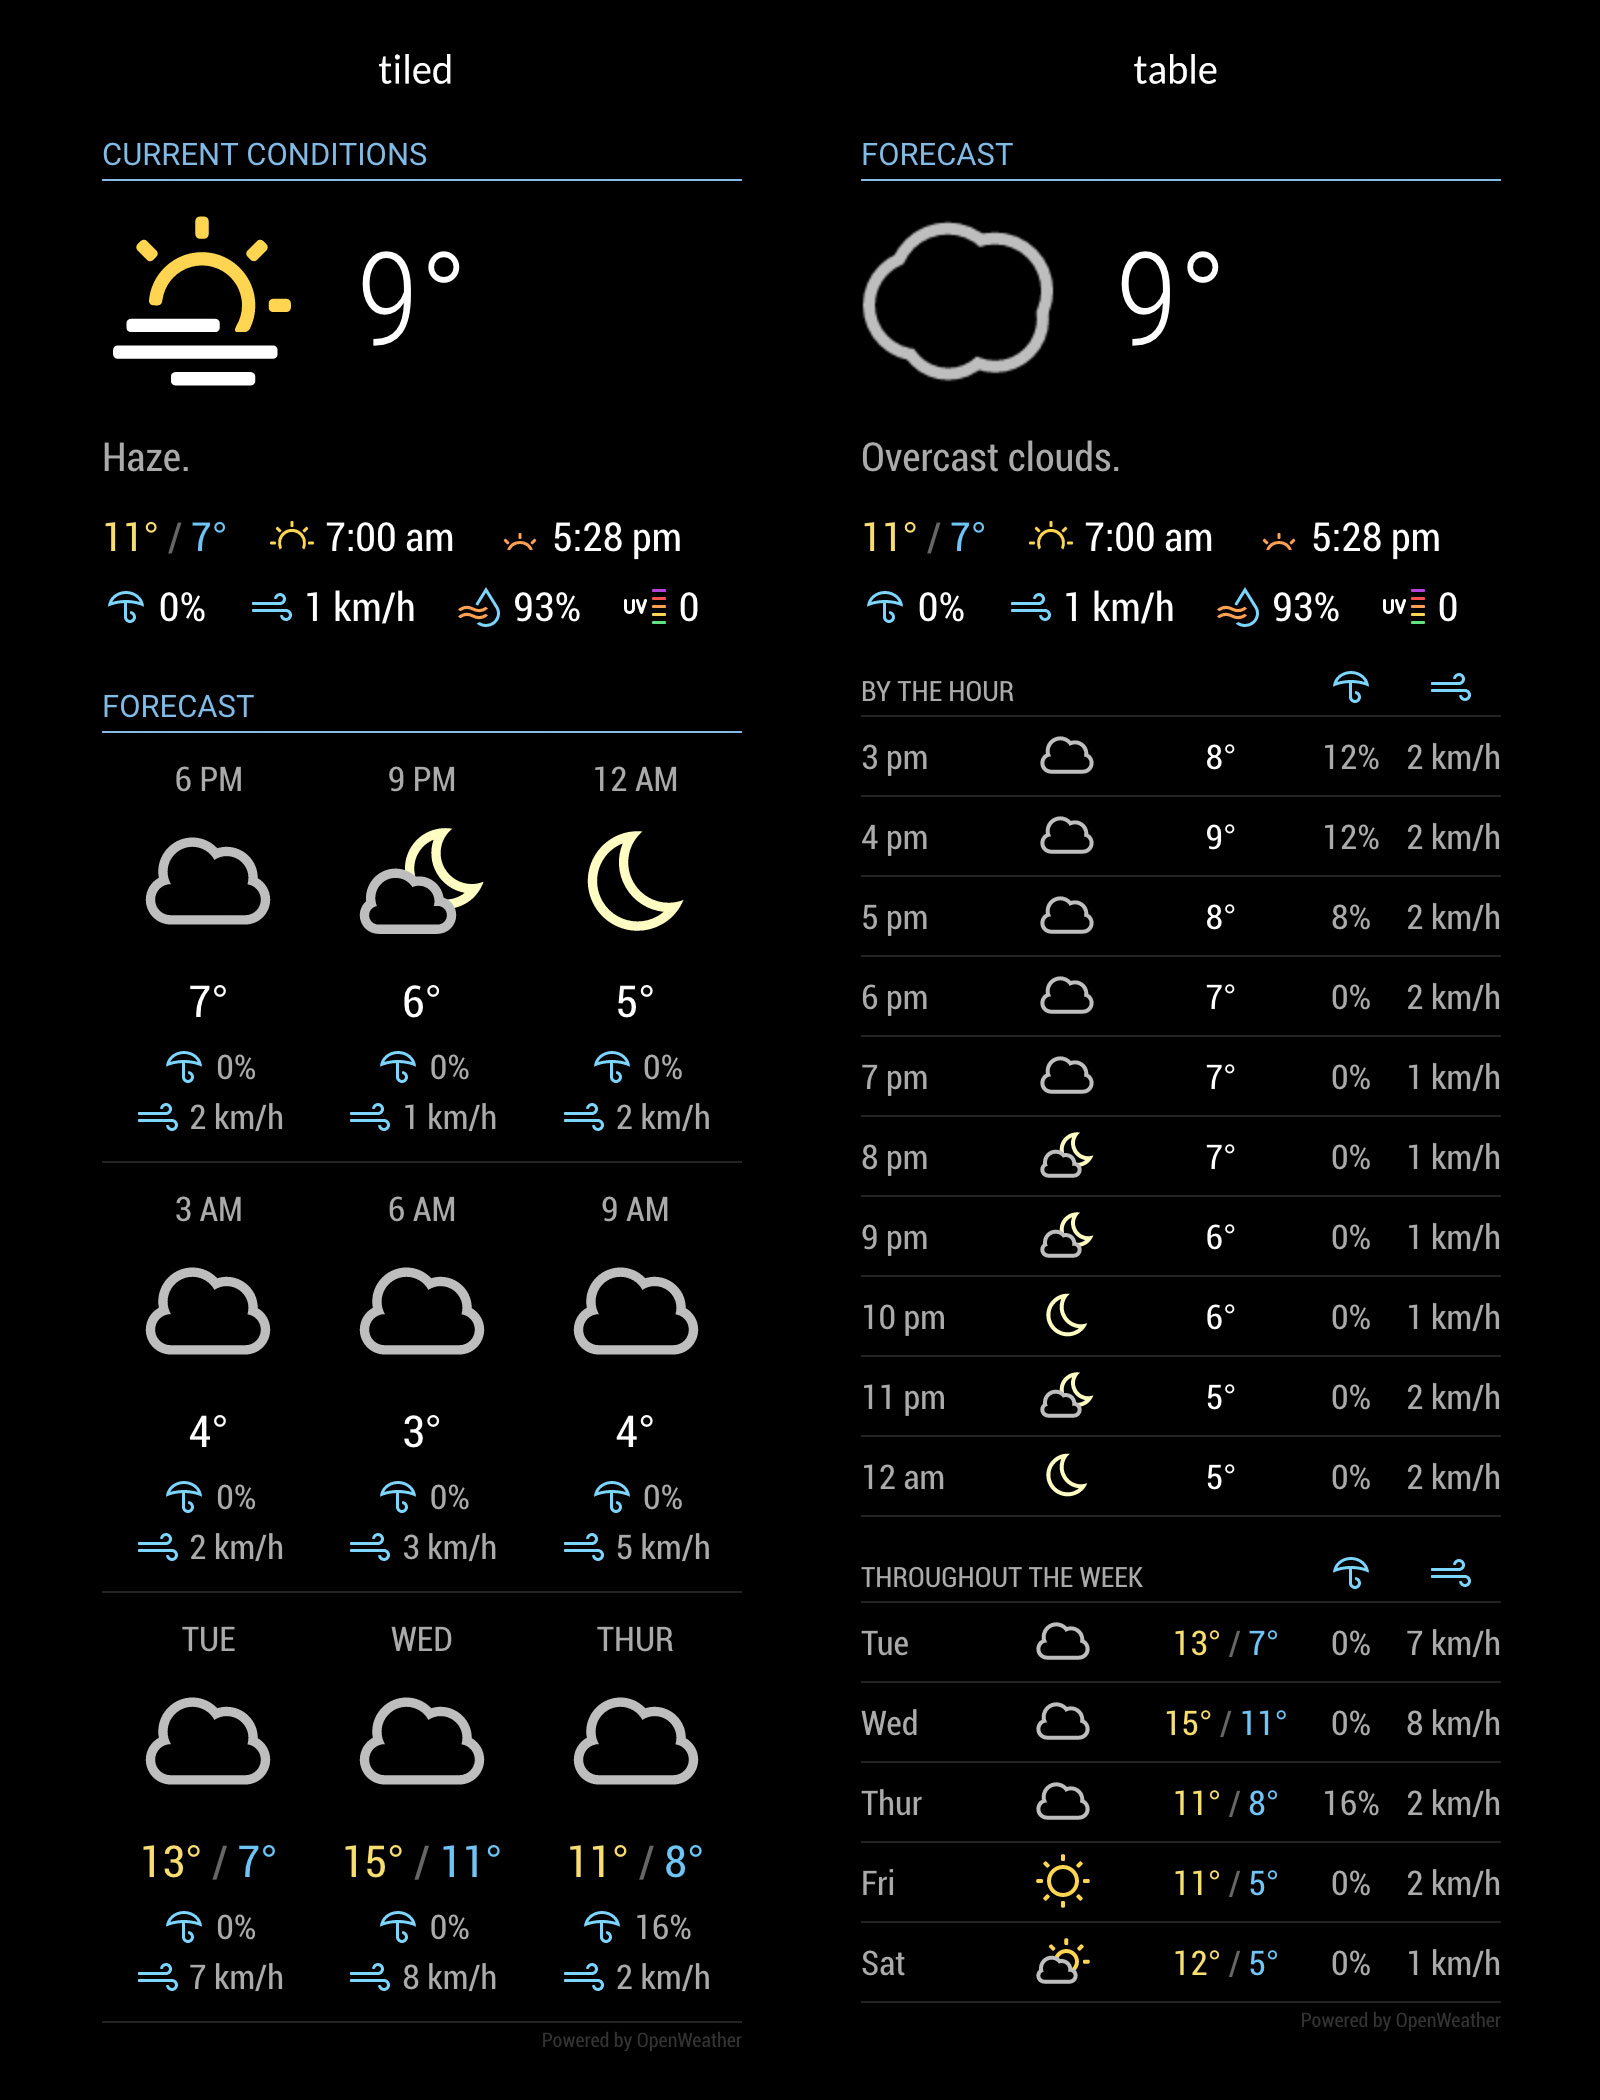 tiled
CURRENT CONDITIONS
9°
Haze.
11° / 7° 7:00 am 5:28 pm
0% 1 km/h 93% UV 0
FORECAST
6 PM 9 PM 12 AM
7° 6° 5°
0% 0% 0%
2 km/h 1 km/h 2 km/h
3 AM 6 AM 9 AM
4° 3° 4°
0% 0% 0%
2 km/h 3 km/h 5 km/h
TUE WED THUR
13° / 7° 15° / 11° 11° / 8°
0% 0% 16%
7 km/h 8 km/h 2 km/h
Powered by OpenWeather
table
FORECAST
9°
Overcast clouds.
11° / 7° 7:00 am 5:28 pm
0% 1 km/h 93% UV 0
BY THE HOUR
3 pm 8° 12% 2 km/h
4 pm 9° 12% 2 km/h
5 pm 8° 8% 2 km/h
6 pm 7° 0% 2 km/h
7 pm 7° 0% 1 km/h
8 pm 7° 0% 1 km/h
9 pm 6° 0% 1 km/h
10 pm 6° 0% 1 km/h
11 pm 5° 0% 2 km/h
12 am 5° 0% 2 km/h
THROUGHOUT THE WEEK
Tue 13° / 7° 0% 7 km/h
Wed 15° / 11° 0% 8 km/h
Thur 11° / 8° 16% 2 km/h
Fri 11° / 5° 0% 2 km/h
Sat 12° / 5° 0% 1 km/h
Powered by OpenWeather